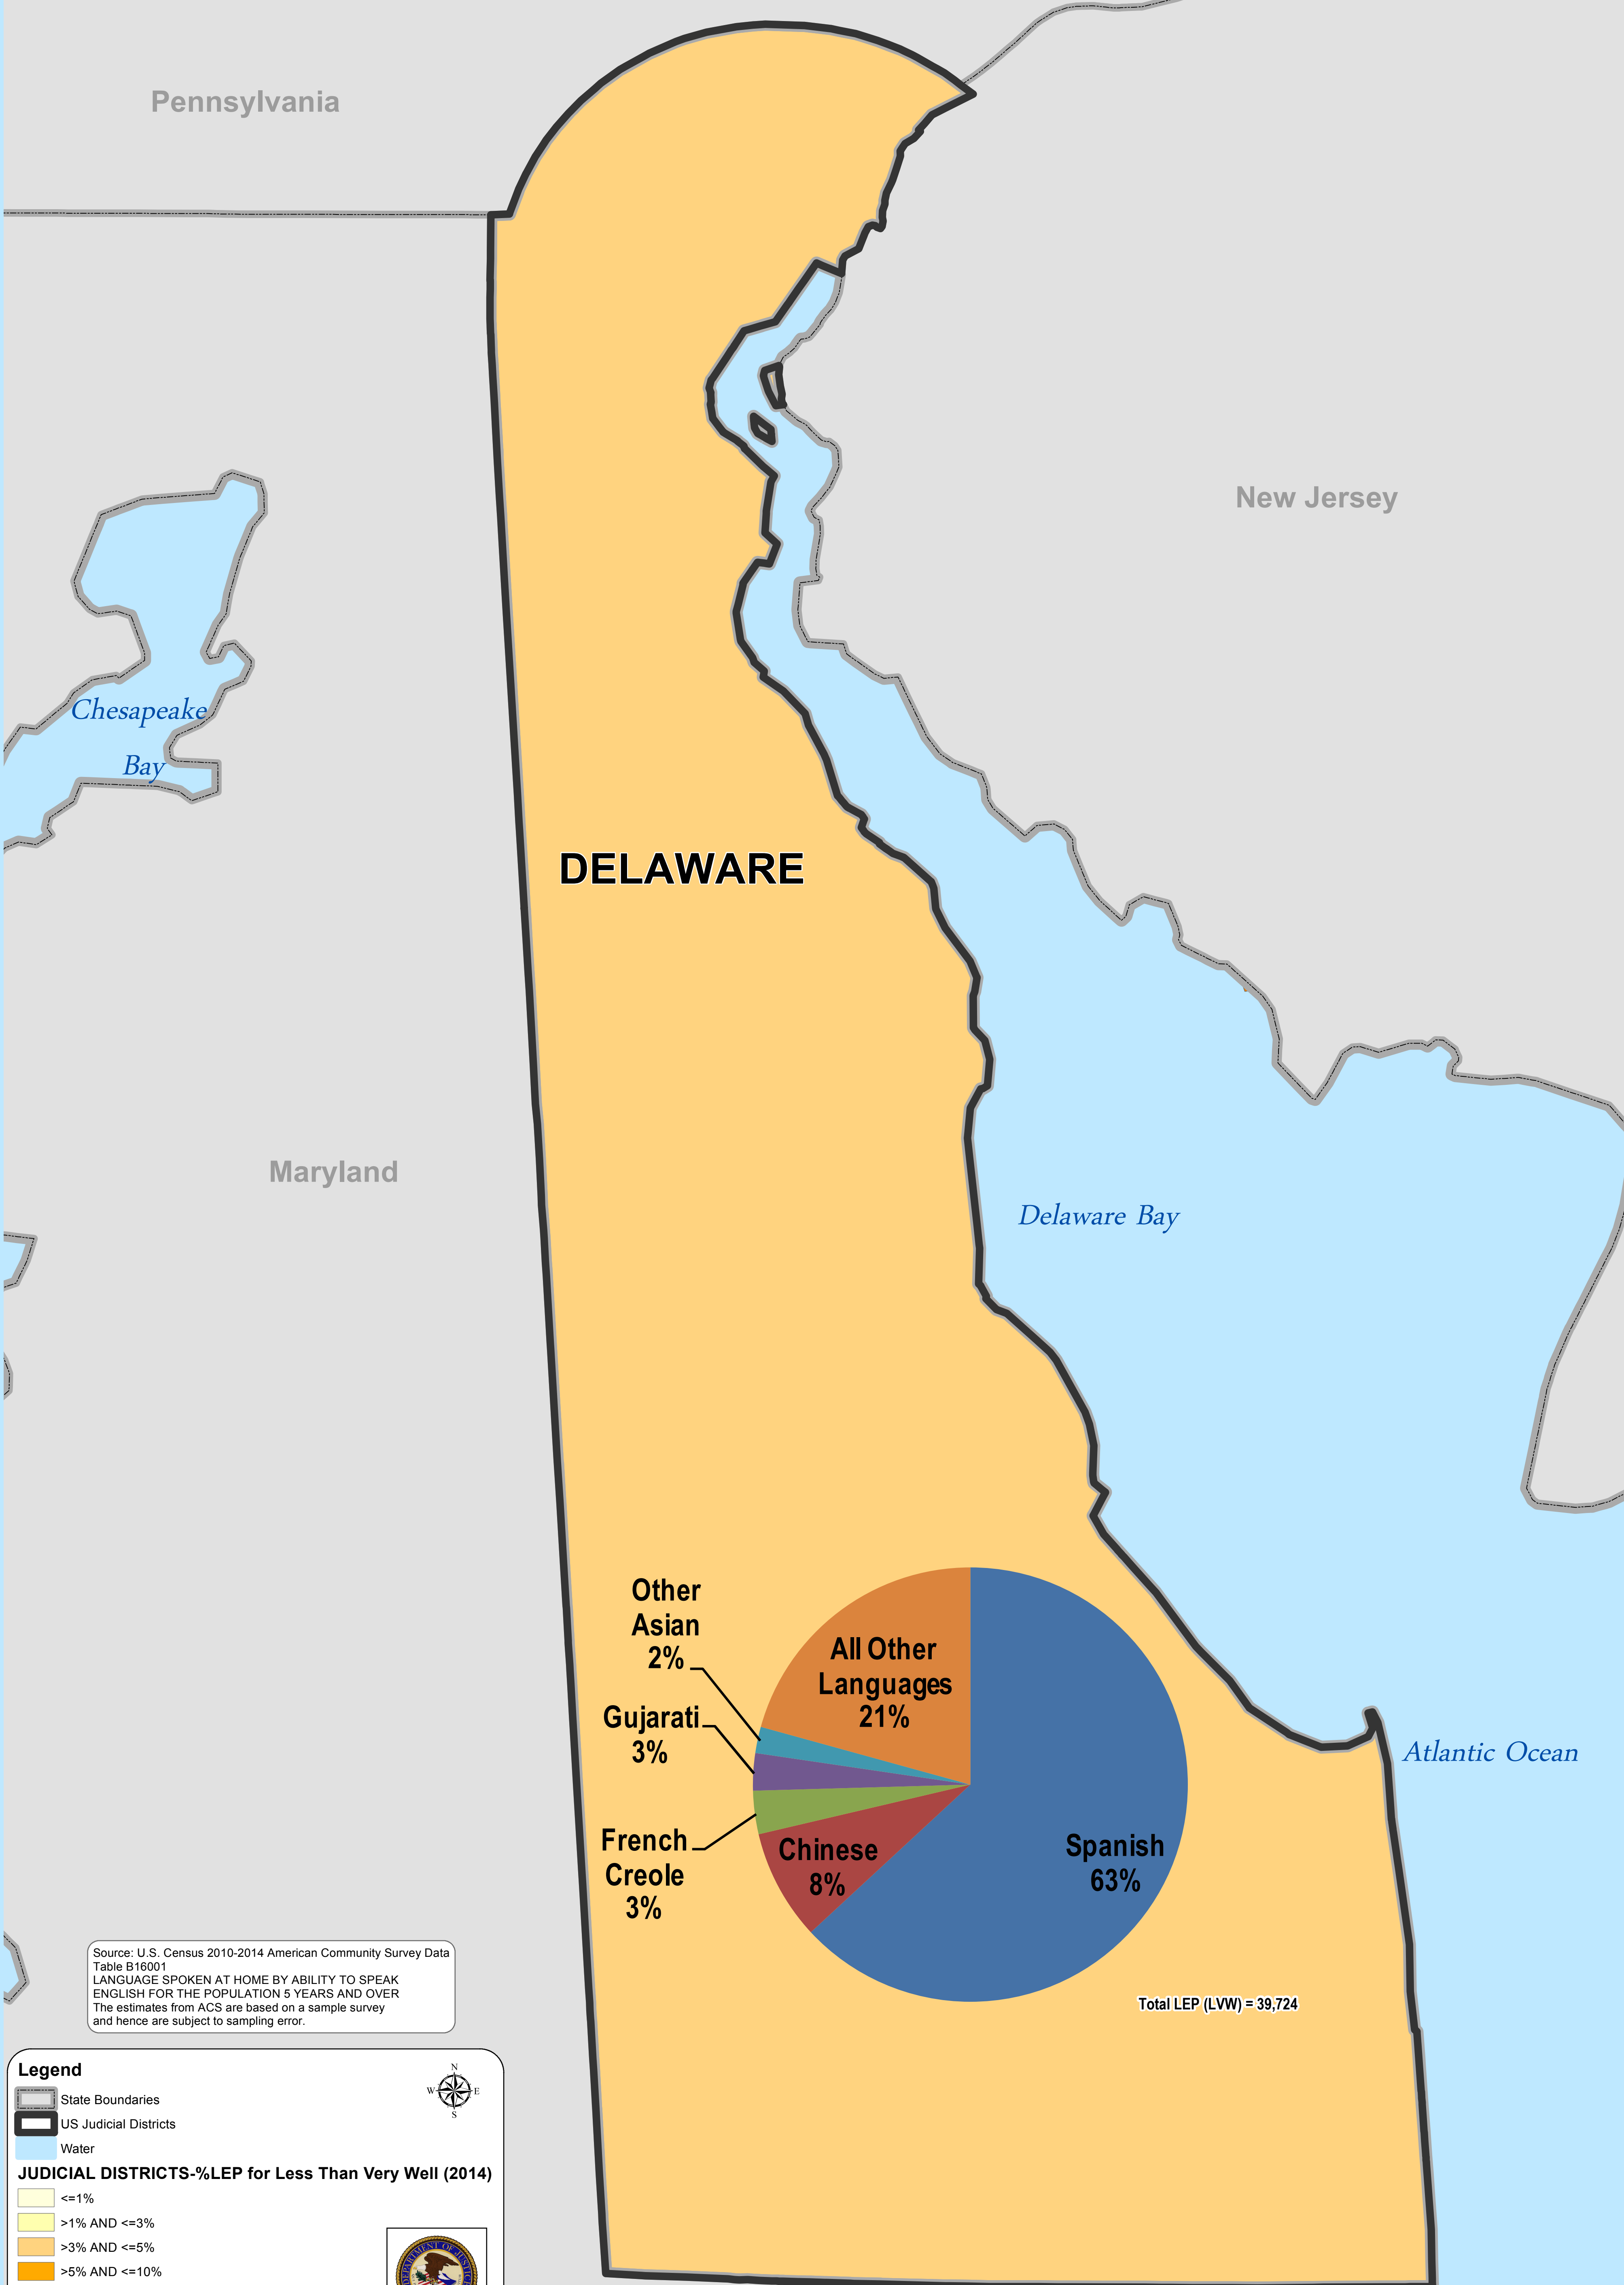 Pennsylvania
New Jersey
Chesapeake
Bay
DELAWARE
Maryland
Delaware Bay
Other
Asian
2%
All Other
Languages
21%
Gujarati
3%
French
Creole
3%
Chinese
8%
Spanish
63%
Atlantic Ocean
Total LEP (LVW) = 39,724
Source: U.S. Census 2010-2014 American Community Survey Data
Table B16001
LANGUAGE SPOKEN AT HOME BY ABILITY TO SPEAK
ENGLISH FOR THE POPULATION 5 YEARS AND OVER
The estimates from ACS are based on a sample survey
and hence are subject to sampling error.
Legend
N
W E
S
State Boundaries
US Judicial Districts
Water
JUDICIAL DISTRICTS-%LEP for Less Than Very Well (2014)
<=1%
>1% AND <=3%
>3% AND <=5%
>5% AND <=10%
DEPARTMENT OF JUSTICE